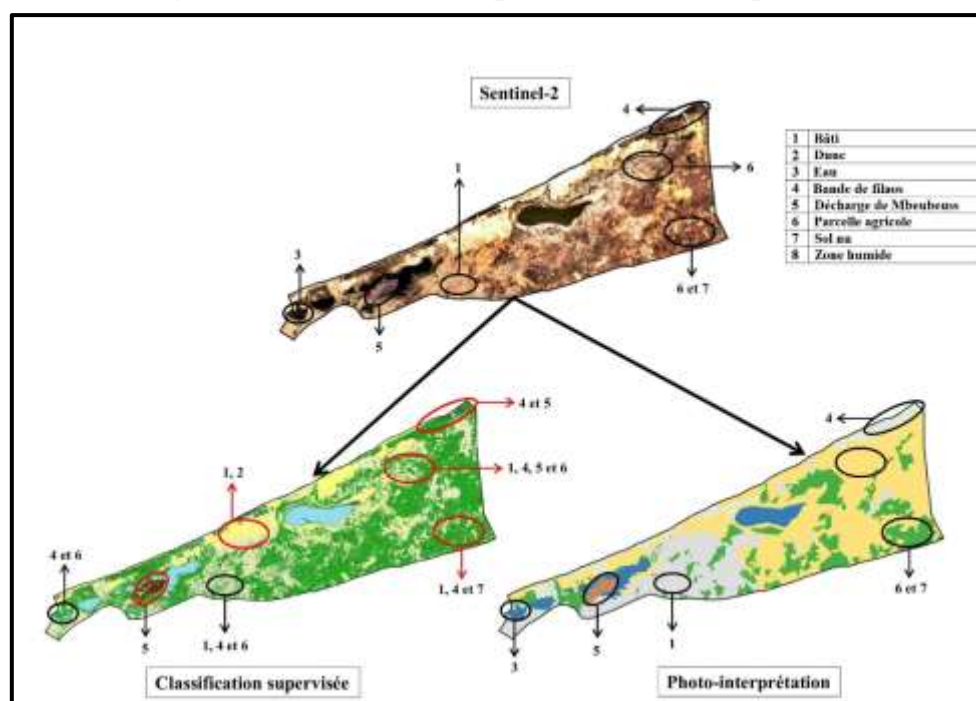 Sentinel-2
4
1
6
3
5
6 et 7
1 Bâti
2 Dune
3 Eau
4 Bande de filaos
5 Décharge de Mbeubeuss
6 Parcelle agricole
7 Sol nu
8 Zone humide
4 et 5
1, 2
1, 4, 5 et 6
4 et 6
5
1, 4 et 6
1, 4 et 7
Classification supervisée
4
6 et 7
3
5
1
Photo-interprétation